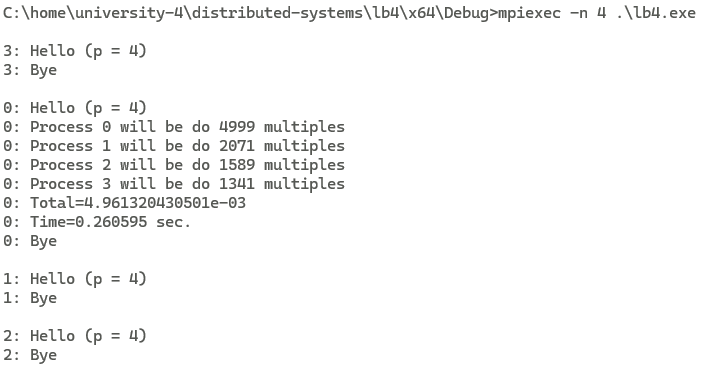 C:\home\university-4\distributed-systems\lb4\x64\Debug>mpiexec -n 4 .\lb4.exe
3: Hello (p = 4)
3: Bye
0: Hello (p = 4)
0: Process 0 will be do 4999 multiples
0: Process 1 will be do 2071 multiples
0: Process 2 will be do 1589 multiples
0: Process 3 will be do 1341 multiples
0: Total=4.961320430501e-03
0: Time=0.260595 sec.
0: Bye
1: Hello (p = 4)
1: Bye
2: Hello (p = 4)
2: Bye